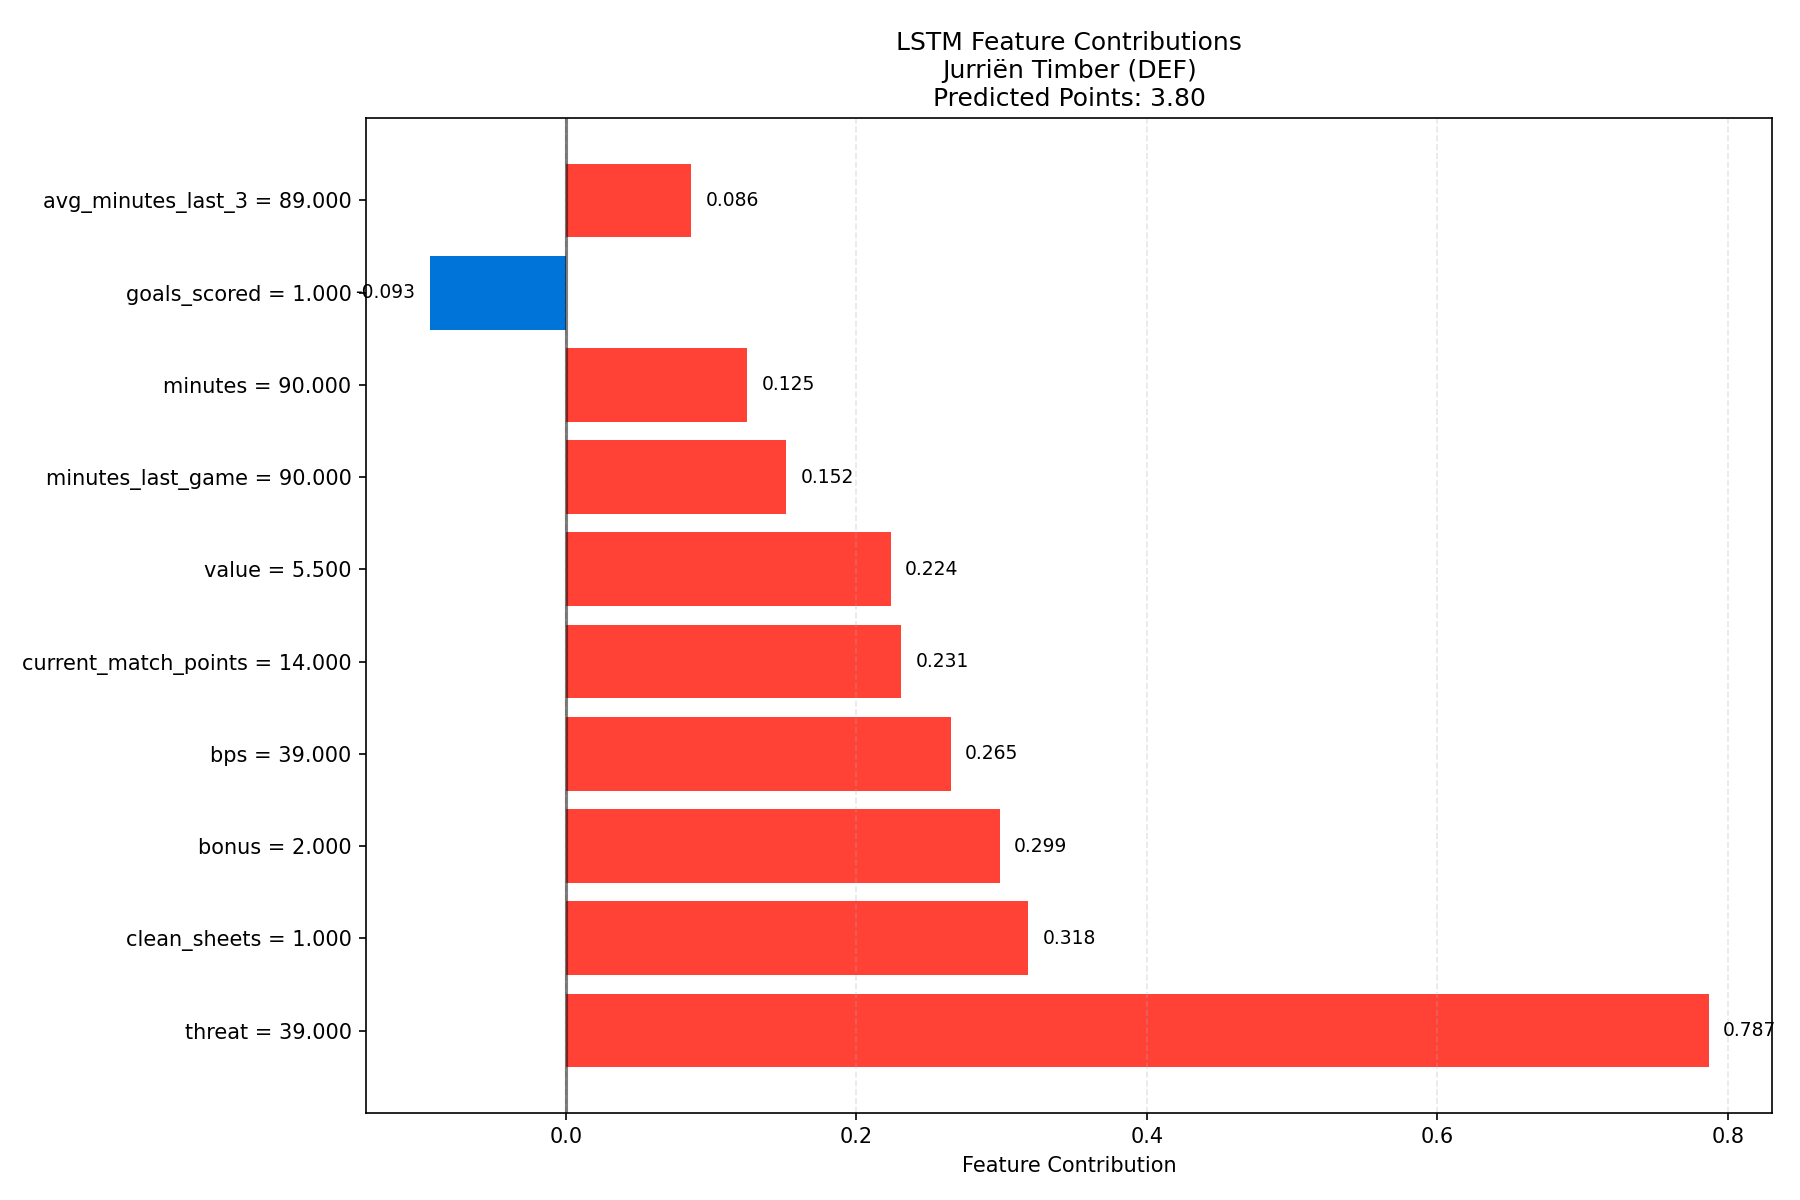 LSTM Feature Contributions
Jurriën Timber (DEF)
Predicted Points: 3.80
avg_minutes_last_3 = 89.000
0.086
goals_scored = 1.000
-0.093
minutes = 90.000
0.125
minutes_last_game = 90.000
0.152
value = 5.500
0.224
current_match_points = 14.000
0.231
bps = 39.000
0.265
bonus = 2.000
0.299
clean_sheets = 1.000
0.318
threat = 39.000
0.787
0.0 0.2 0.4 0.6 0.8
Feature Contribution